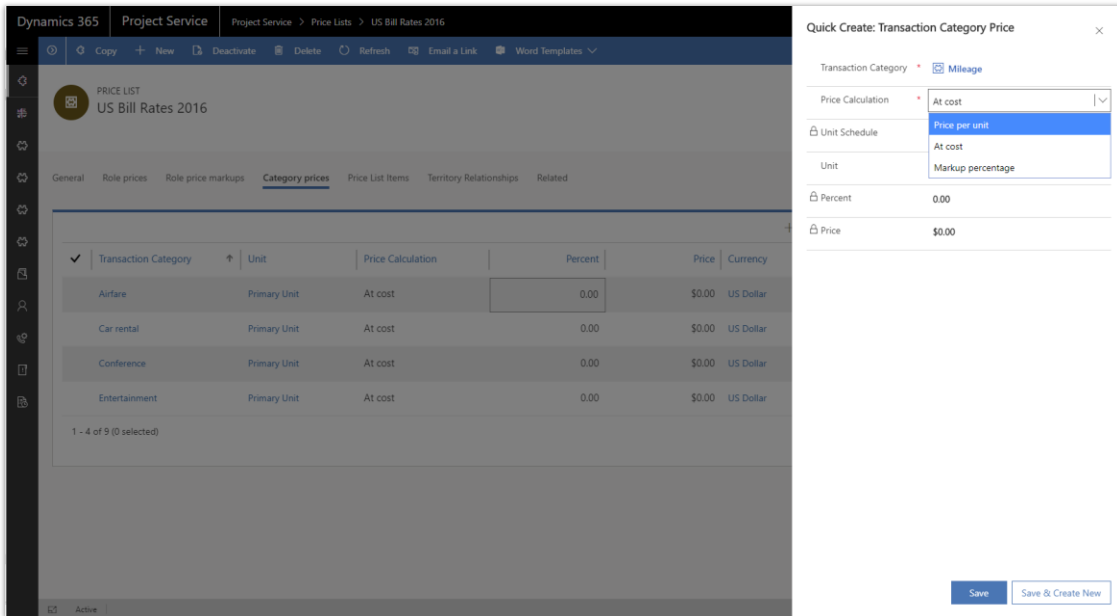 Dynamics 365 Project Service Project Service > Price Lists > US Bill Rates 2016
Copy + New Deactivate Delete Refresh Email a Link Word Templates
PRICE LIST
US Bill Rates 2016
General Role prices Role price markups Category prices Price List Items Territory Relationships Related
Transaction Category Unit Price Calculation Percent Price Currency
Airfare Primary Unit At cost 0.00 $0.00 US Dollar
Car rental Primary Unit At cost 0.00 $0.00 US Dollar
Conference Primary Unit At cost 0.00 $0.00 US Dollar
Entertainment Primary Unit At cost 0.00 $0.00 US Dollar
1 - 4 of 9 (0 selected)
Active
Quick Create: Transaction Category Price
Transaction Category * Mileage
Price Calculation * At cost
Price per unit
At cost
Markup percentage
Unit Schedule
Unit
Percent 0.00
Price $0.00
Save Save & Create New